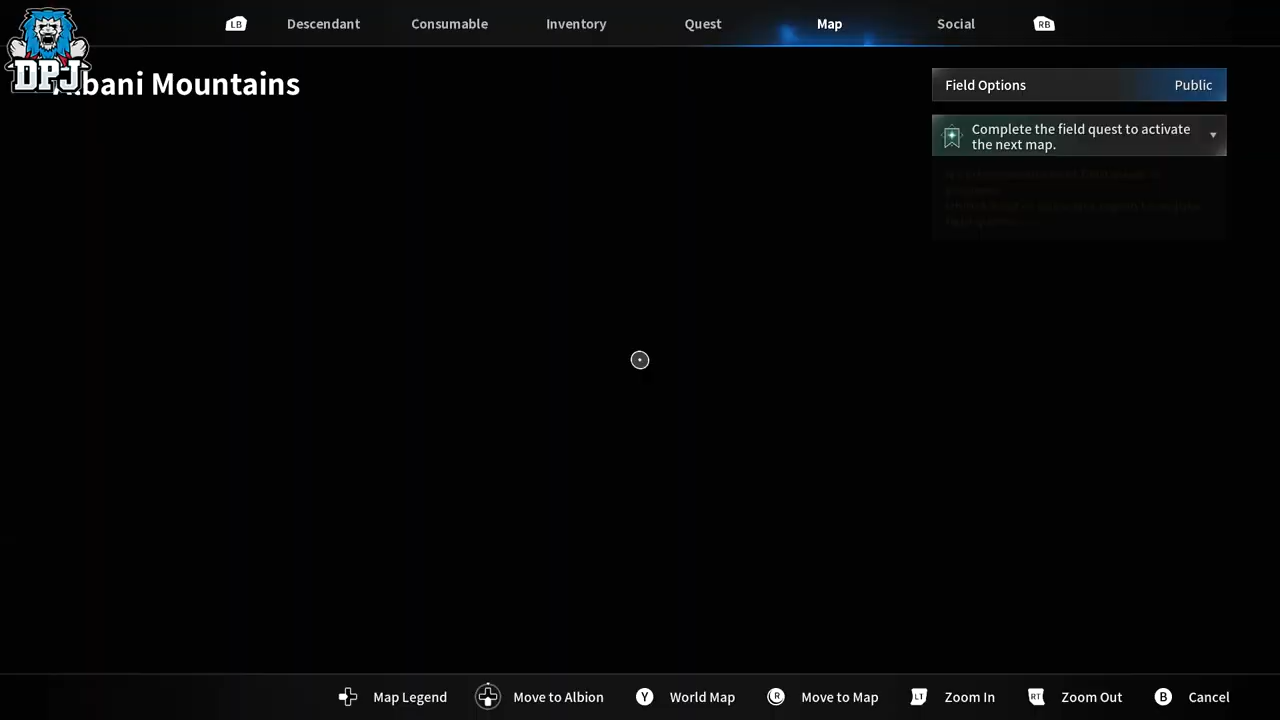 LB Descendant Consumable Inventory Quest Map Social RB
DPJ
bani Mountains
Field Options Public
Complete the field quest to activate
the next map.
Map Legend Move to Albion Y World Map R Move to Map LT Zoom In RT Zoom Out B Cancel